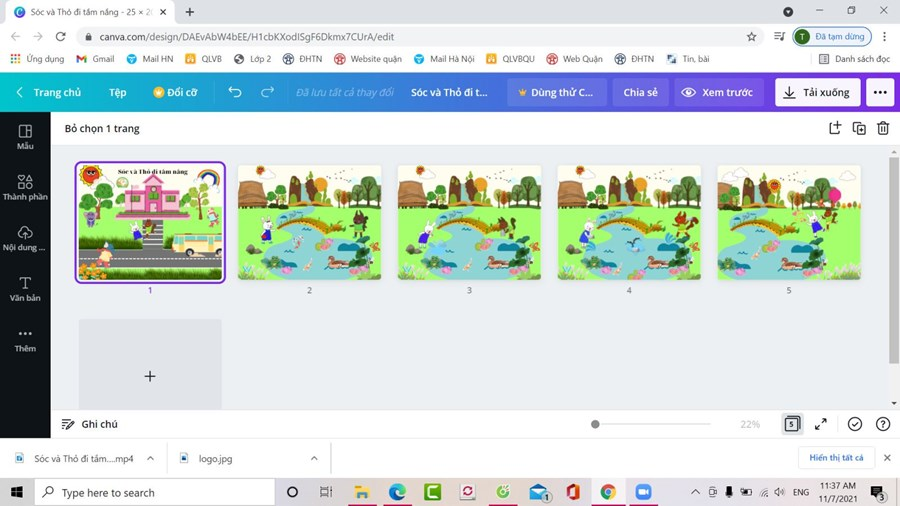 Sóc và Thỏ đi tắm nắng - 25 × 2
canva.com/design/DAEvAbW4bEE/H1cbKXodISgF6Dkmx7CUrA/edit
T Đã tạm dừng
Ứng dụng Gmail Mail HN QLVB Lớp 2 ĐHTN Website quận Mail Hà Nội QLVBQU Web Quận ĐHTN Tin, bài Danh sách đọc
Trang chủ Tệp Đổi cỡ Đã lưu tất cả thay đổi Sóc và Thỏ đi t... Dùng thử C... Chia sẻ Xem trước Tải xuống
Bỏ chọn 1 trang
Mẫu
Thành phần
Nội dung ...
Văn bản
Thêm
Sóc và Thỏ đi tắm nắng
1 2 3 4 5
Ghi chú 22% 5
Sóc và Thỏ đi tắm....mp4 logo.jpg Hiển thị tất cả
Type here to search
1
ENG
11:37 AM
11/7/2021
3